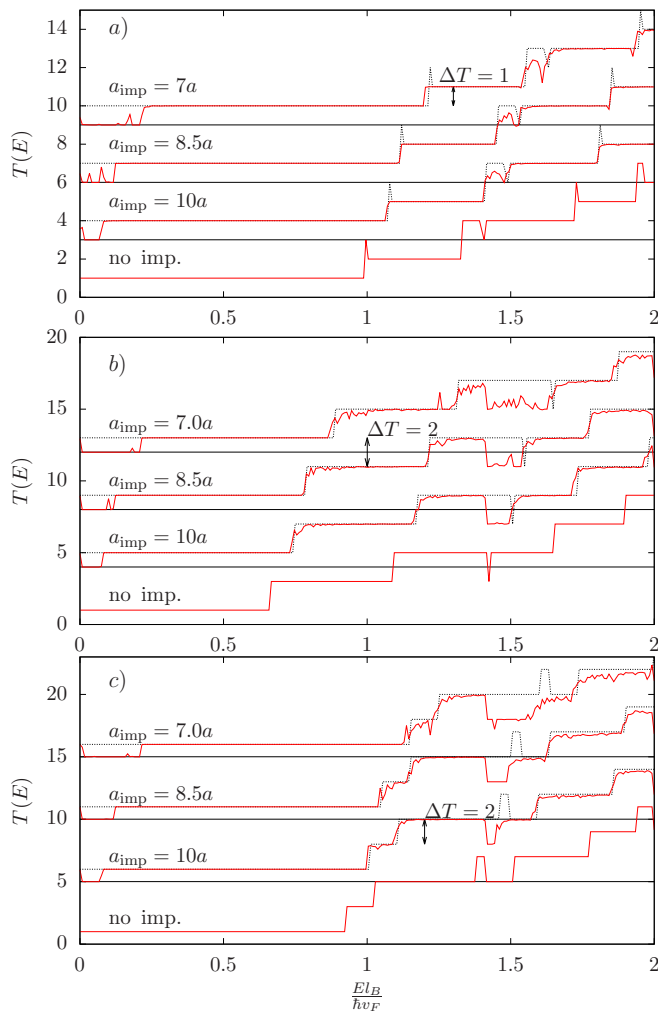 a)
14
12
10
8
6
4
2
0
T(E)
a_imp = 7a
ΔT = 1
a_imp = 8.5a
a_imp = 10a
no imp.
0 0.5 1 1.5 2
b)
20
15
10
5
0
T(E)
a_imp = 7.0a
ΔT = 2
a_imp = 8.5a
a_imp = 10a
no imp.
0 0.5 1 1.5 2
c)
20
15
10
5
0
T(E)
a_imp = 7.0a
a_imp = 8.5a
ΔT = 2
a_imp = 10a
no imp.
0 0.5 1 1.5 2
El_B
ħv_F